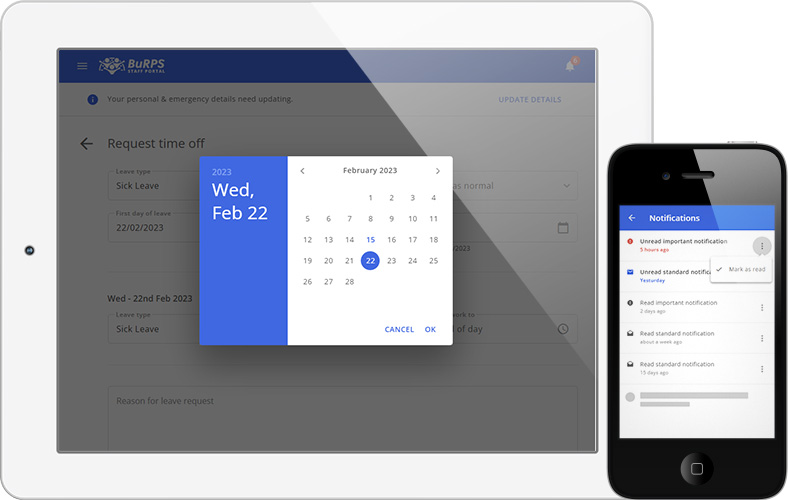 BuRPS
STAFF PORTAL
Your personal & emergency details need updating.
UPDATE DETAILS
Request time off
Leave type
Sick Leave
as normal
First day of leave
22/02/2023
/2023
Wed - 22nd Feb 2023
Leave type
Sick Leave
work to
of day
Reason for leave request
2023
Wed,
Feb 22
February 2023
1 2 3 4
5 6 7 8 9 10 11
12 13 14 15 16 17 18
19 20 21 22 23 24 25
26 27 28
CANCEL OK
Notifications
Unread important notification
5 hours ago
Mark as read
Unread standard notific
Yesturday
Read important notification
2 days ago
Read standard notification
about a week ago
Read standard notification
15 days ago